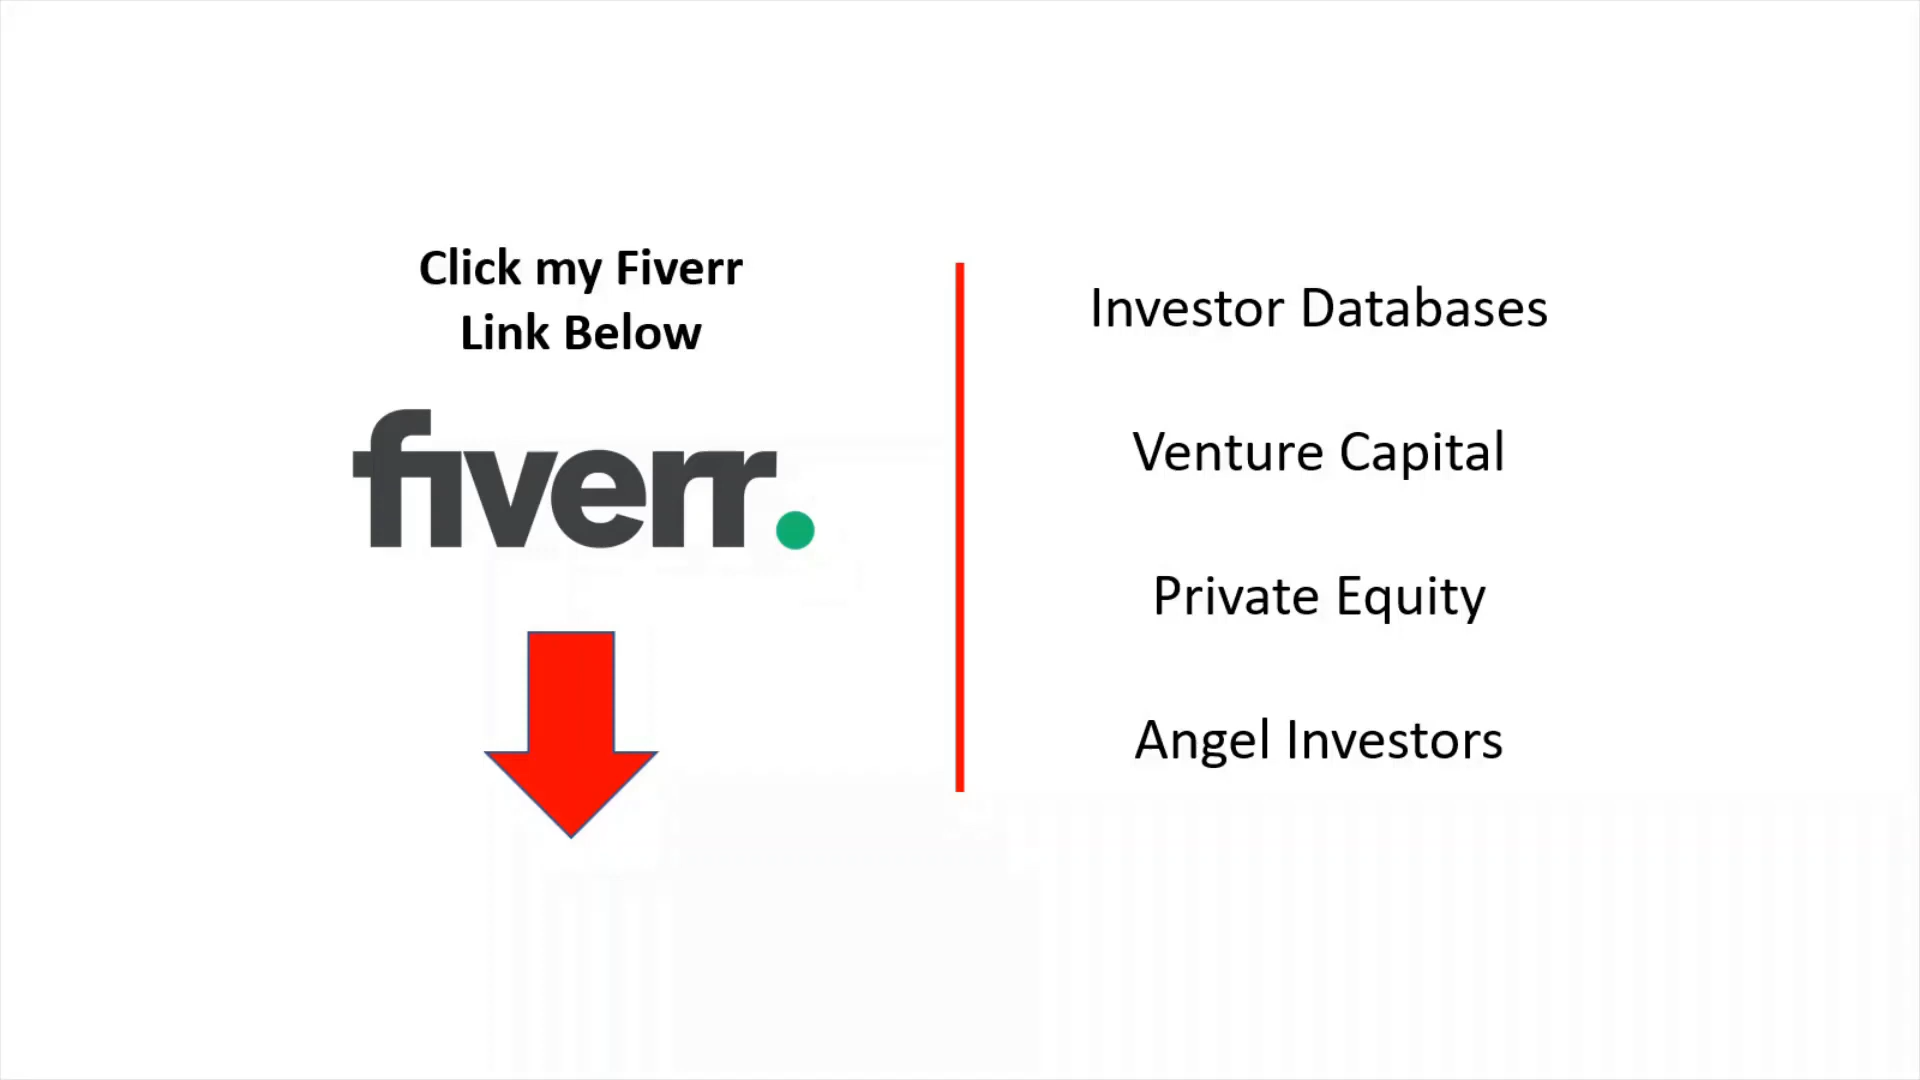 Click my Fiverr
Link Below
fiverr.
Investor Databases
Venture Capital
Private Equity
Angel Investors